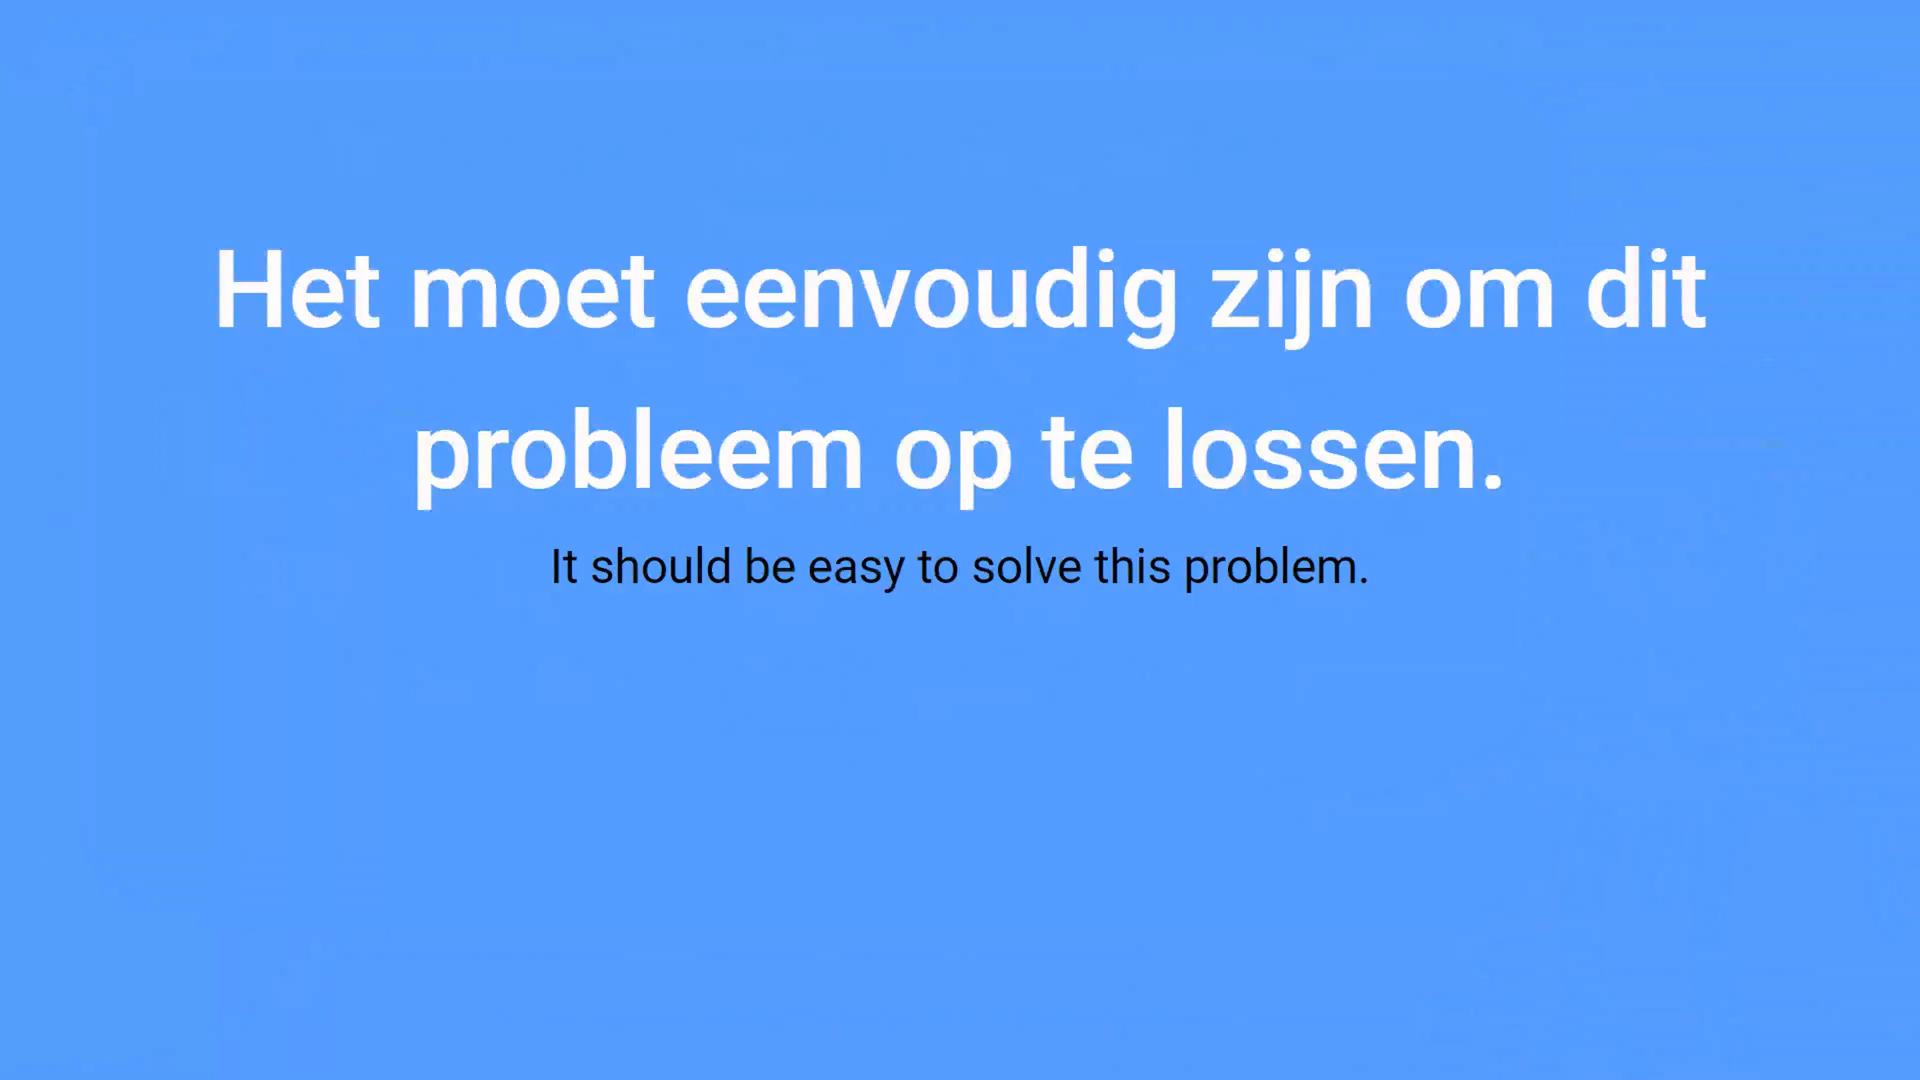 Het moet eenvoudig zijn om dit
probleem op te lossen.
It should be easy to solve this problem.